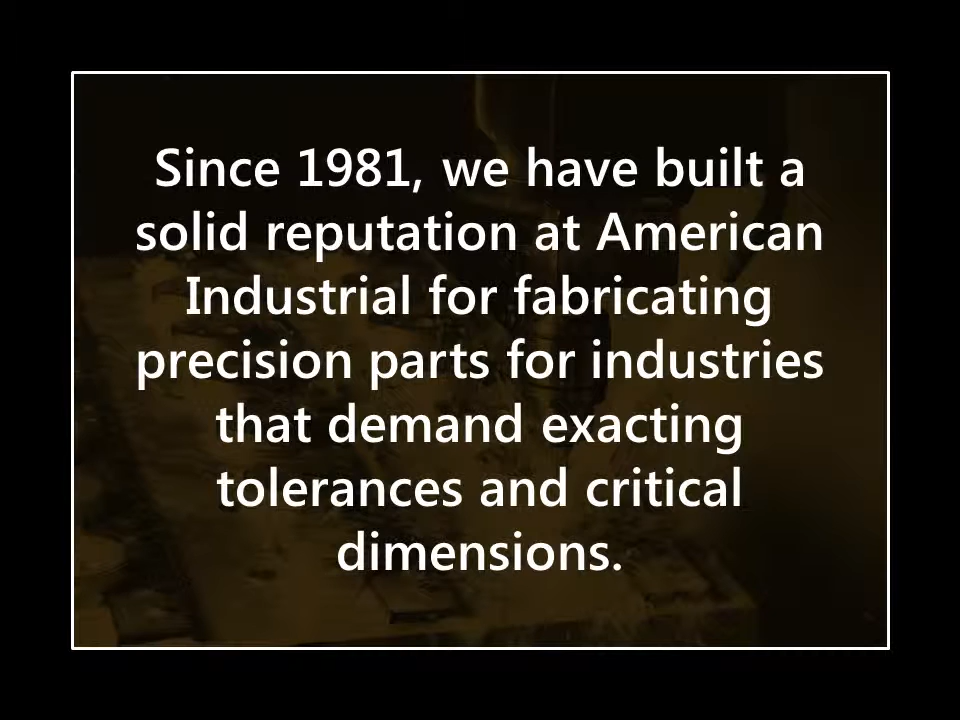 Since 1981, we have built a
solid reputation at American
Industrial for fabricating
precision parts for industries
that demand exacting
tolerances and critical
dimensions.